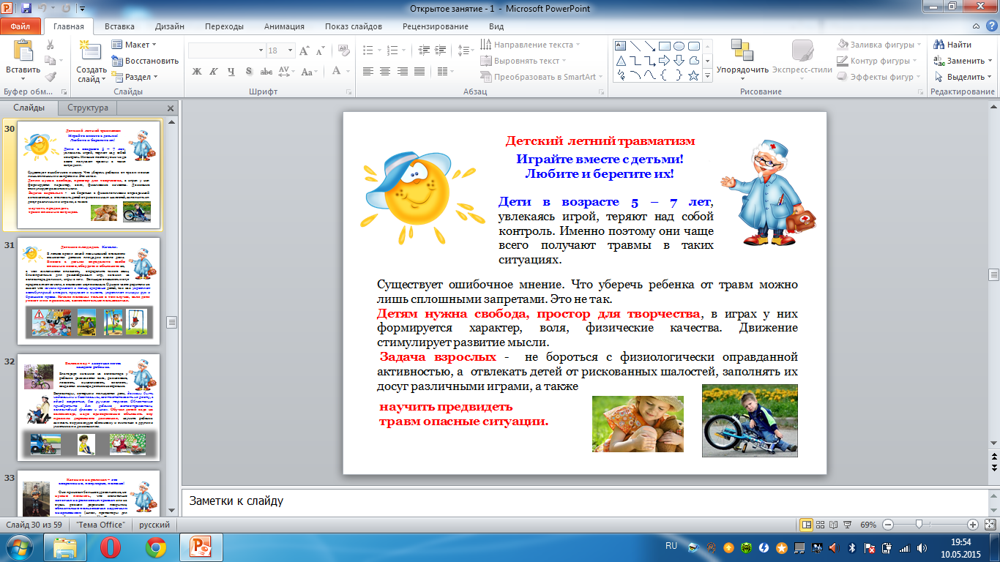 Открытое занятие - 1 - Microsoft PowerPoint
Файл Главная Вставка Дизайн Переходы Анимация Показ слайдов Рецензирование Вид
Вставить
Создать слайд
Макет
Восстановить
Раздел
18
Направление текста
Выровнять текст
Преобразовать в SmartArt
Упорядочить
Экспресс-стили
Заливка фигуры
Контур фигуры
Эффекты фигур
Найти
Заменить
Выделить
Буфер обм... Слайды Шрифт Абзац Рисование Редактирование
Слайды Структура
30
31
32
33
Детский летний травматизм
Играйте вместе с детьми!
Любите и берегите их!
Дети в возрасте 5 – 7 лет,
увлекаясь игрой, теряют над собой
контроль. Именно поэтому они чаще
всего получают травмы в таких
ситуациях.
Существует ошибочное мнение. Что уберечь ребенка от травм можно
лишь сплошными запретами. Это не так.
Детям нужна свобода, простор для творчества, в играх у них
формируется характер, воля, физические качества. Движение
стимулирует развитие мысли.
Задача взрослых - не бороться с физиологически оправданной
активностью, а отвлекать детей от рискованных шалостей, заполнять их
досуг различными играми, а также
научить предвидеть
травм опасные ситуации.
Заметки к слайду
Слайд 30 из 59 "Тема Office" русский 69%
RU
19:54
10.05.2015